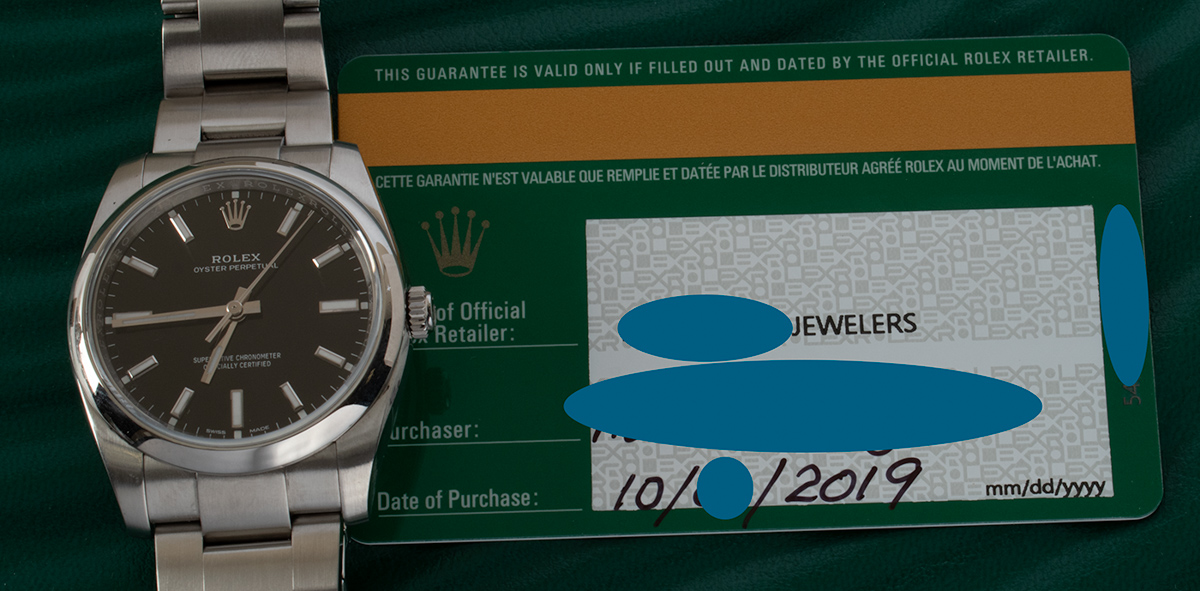 THIS GUARANTEE IS VALID ONLY IF FILLED OUT AND DATED BY THE OFFICIAL ROLEX RETAILER.
CETTE GARANTIE N'EST VALABLE QUE REMPLIE ET DATÉE PAR LE DISTRIBUTEUR AGRÉÉ ROLEX AU MOMENT DE L'ACHAT.
ROLEX
OYSTER PERPETUAL
SUPERLATIVE CHRONOMETER
OFFICIALLY CERTIFIED
SWISS MADE
of Official
Retailer:
JEWELERS
urchaser:
Date of Purchase:
10/ /2019
mm/dd/yyyy
54